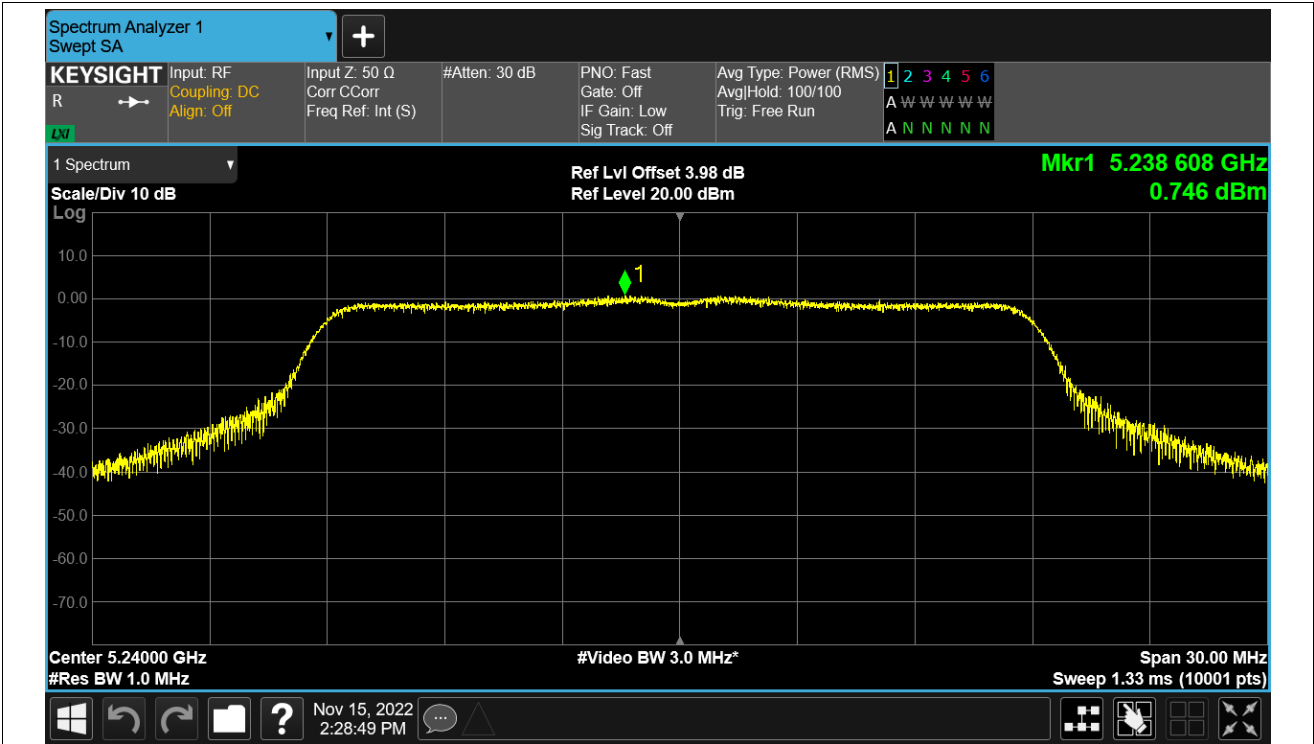 Spectrum Analyzer 1
Swept SA
KEYSIGHT
R
LXI
Input: RF
Coupling: DC
Align: Off
Input Z: 50 Ω
Corr CCorr
Freq Ref: Int (S)
#Atten: 30 dB
PNO: Fast
Gate: Off
IF Gain: Low
Sig Track: Off
Avg Type: Power (RMS)
Avg|Hold: 100/100
Trig: Free Run
1 2 3 4 5 6
A W W W W W
A N N N N N
1 Spectrum
Scale/Div 10 dB
Ref Lvl Offset 3.98 dB
Ref Level 20.00 dBm
Mkr1 5.238 608 GHz
0.746 dBm
Log
10.0
0.00
-10.0
-20.0
-30.0
-40.0
-50.0
-60.0
-70.0
1
Center 5.24000 GHz
#Res BW 1.0 MHz
#Video BW 3.0 MHz*
Span 30.00 MHz
Sweep 1.33 ms (10001 pts)
?
Nov 15, 2022
2:28:49 PM